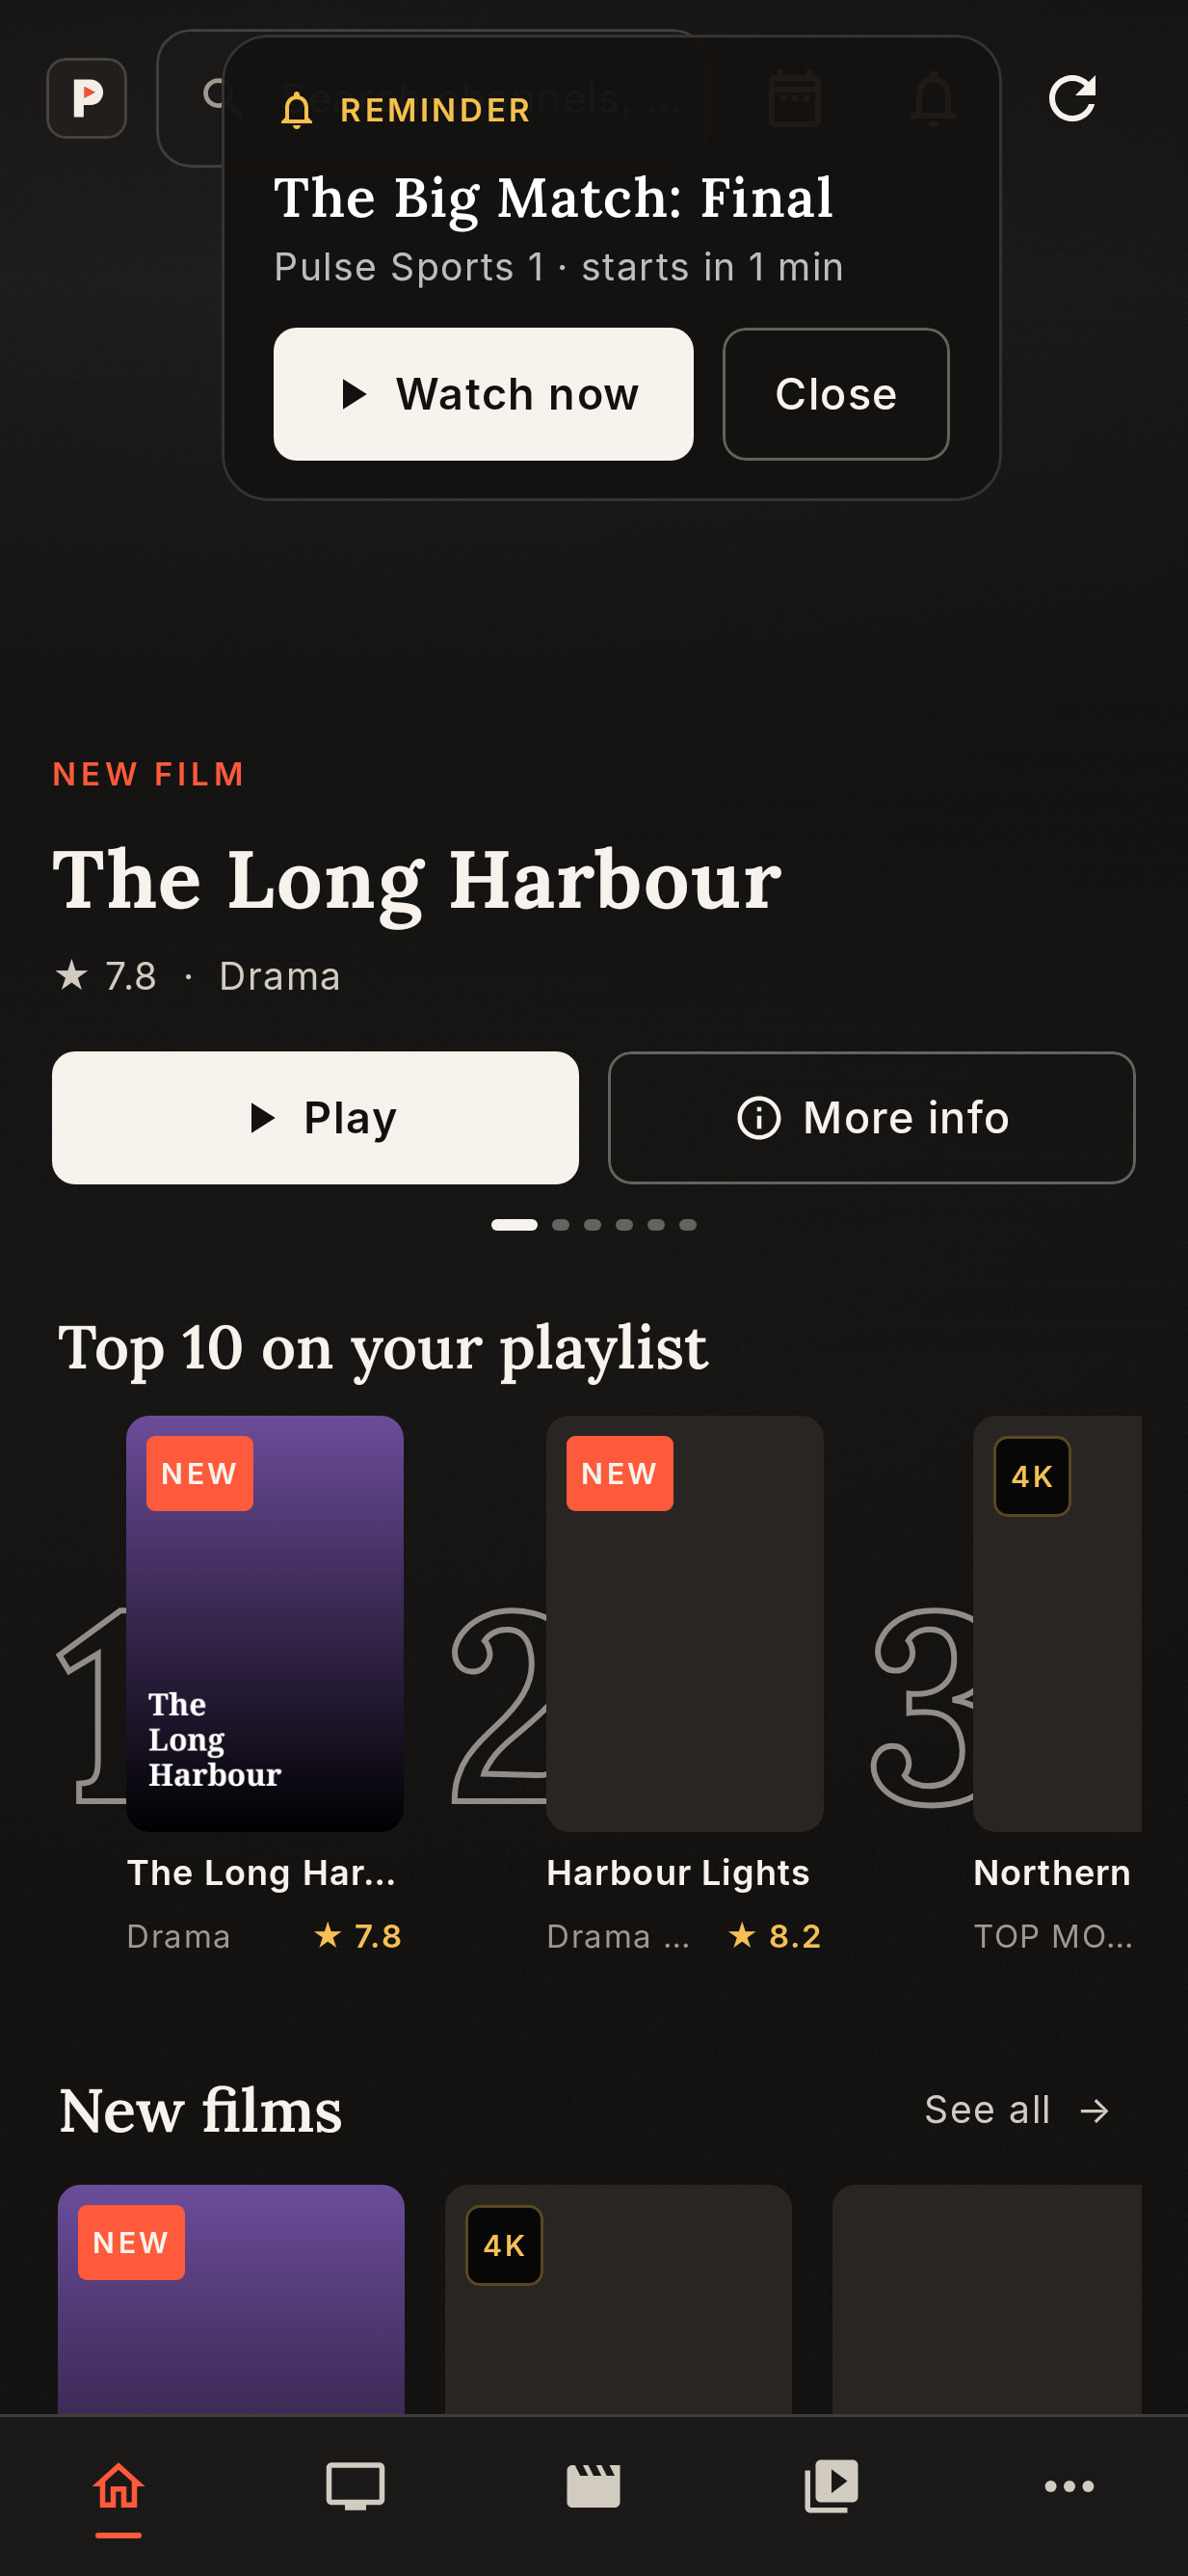 REMINDER
The Big Match: Final
Pulse Sports 1 · starts in 1 min
Watch now
Close
NEW FILM
The Long Harbour
★ 7.8 · Drama
Play
More info
Top 10 on your playlist
NEW
NEW
4K
1
2
3
The
Long
Harbour
The Long Har...
Harbour Lights
Northern
Drama ★ 7.8
Drama ... ★ 8.2
TOP MO...
New films
See all →
NEW
4K